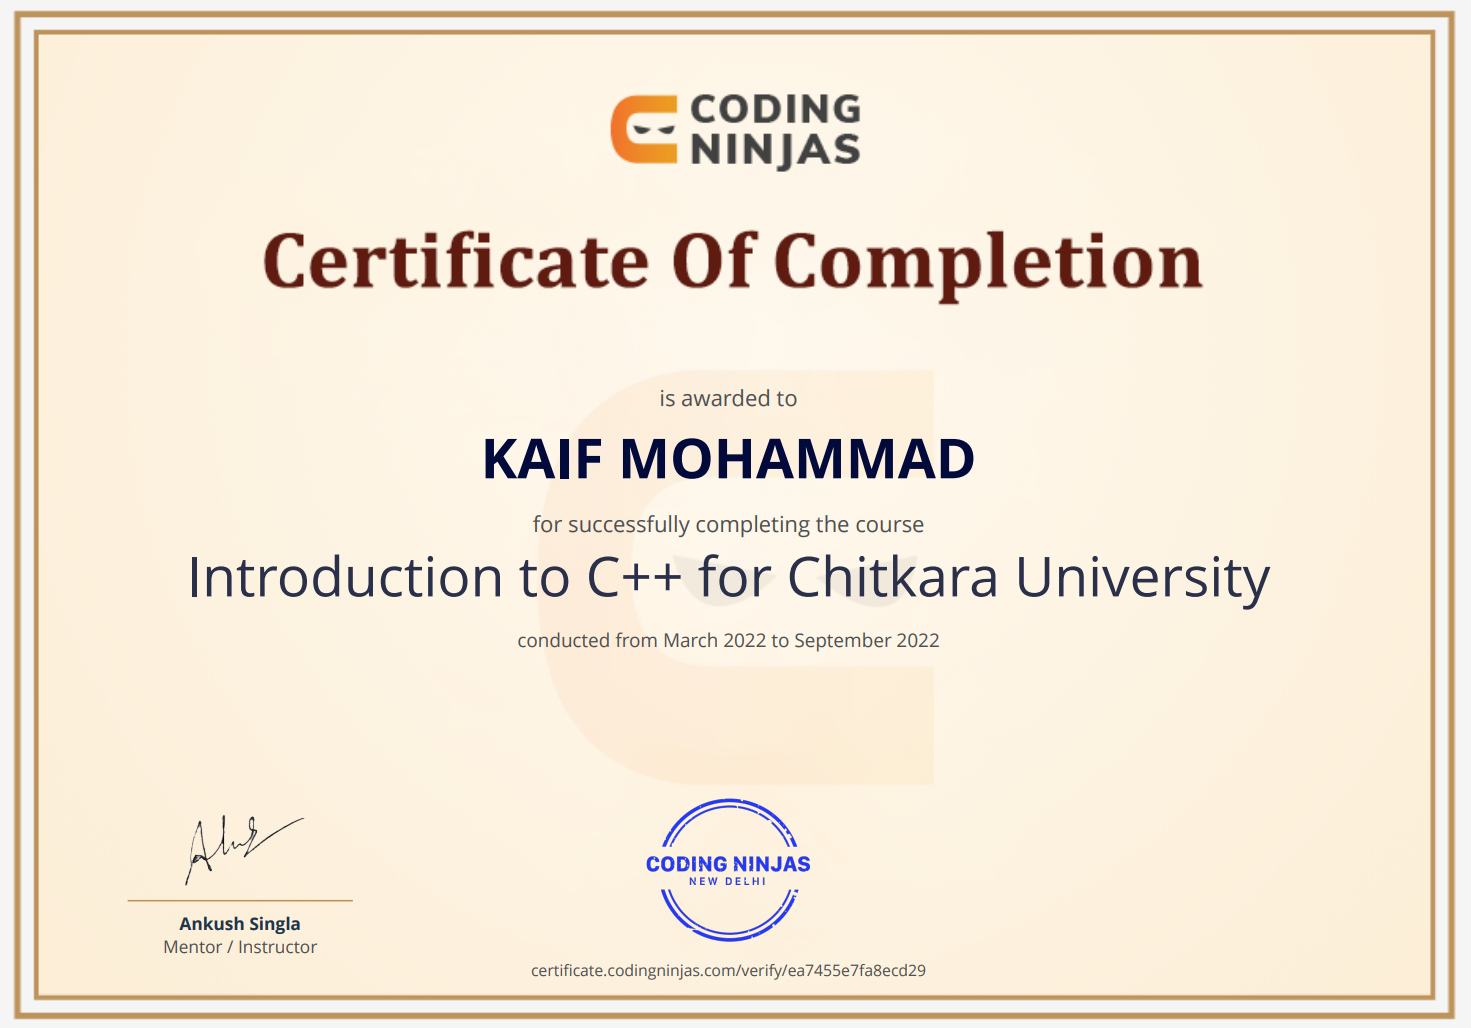 CODING
NINJAS
Certificate Of Completion
is awarded to
KAIF MOHAMMAD
for successfully completing the course
Introduction to C++ for Chitkara University
conducted from March 2022 to September 2022
CODING NINJAS
NEW DELHI
Ankush Singla
Mentor / Instructor
certificate.codingninjas.com/verify/ea7455e7fa8ecd29